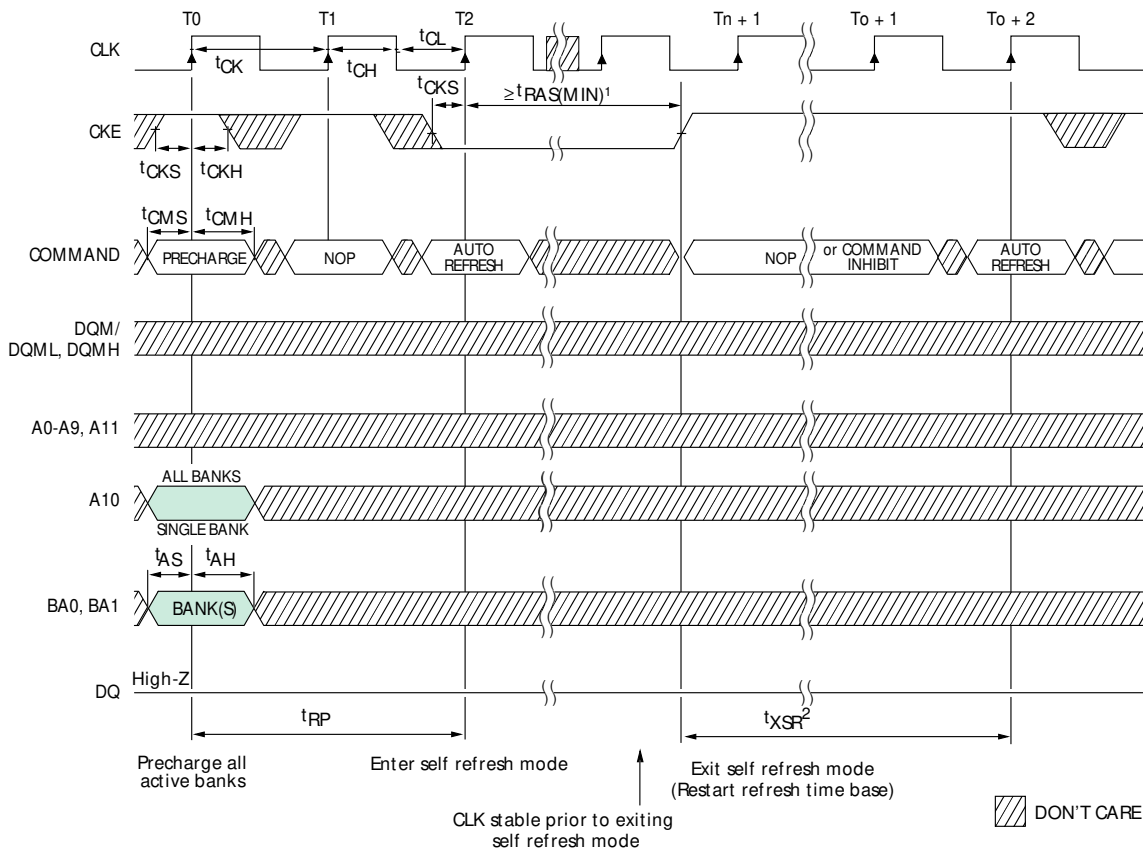 T0 T1 T2 Tn + 1 To + 1 To + 2
CLK
tCK tCH tCL
tCKS ≥tRAS(MIN)1
CKE
tCKS tCKH
tCMS tCMH
COMMAND PRECHARGE NOP AUTO REFRESH NOP or COMMAND INHIBIT AUTO REFRESH
DQM/
DQML, DQMH
A0-A9, A11
ALL BANKS
A10
SINGLE BANK
tAS tAH
BA0, BA1 BANK(S)
High-Z
DQ
tRP tXSR2
Precharge all
active banks
Enter self refresh mode
Exit self refresh mode
(Restart refresh time base)
CLK stable prior to exiting
self refresh mode
DON'T CARE